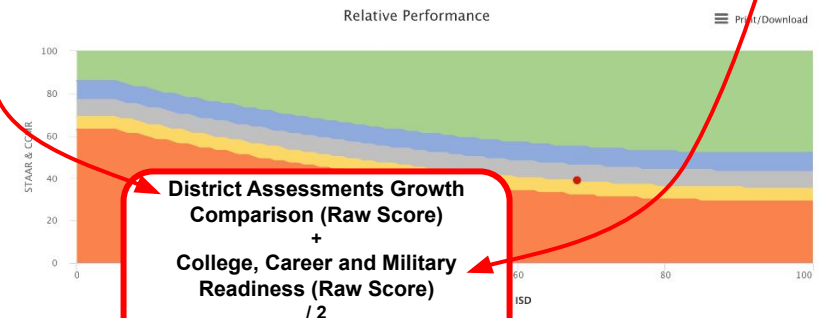 Relative Performance
Print/Download
100
80
60
40
20
0
STAAR & CCMR
District Assessments Growth
Comparison (Raw Score)
+
College, Career and Military
Readiness (Raw Score)
/ 2
0
60
80
100
ISD